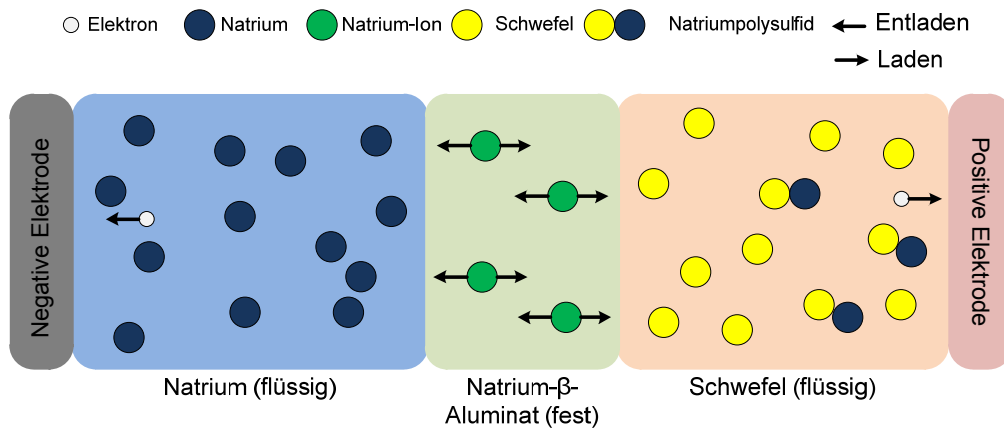 Elektron Natrium Natrium-Ion Schwefel Natriumpolysulfid Entladen
Laden
Negative Elektrode
Positive Elektrode
Natrium (flüssig)
Natrium-β-
Aluminat (fest)
Schwefel (flüssig)